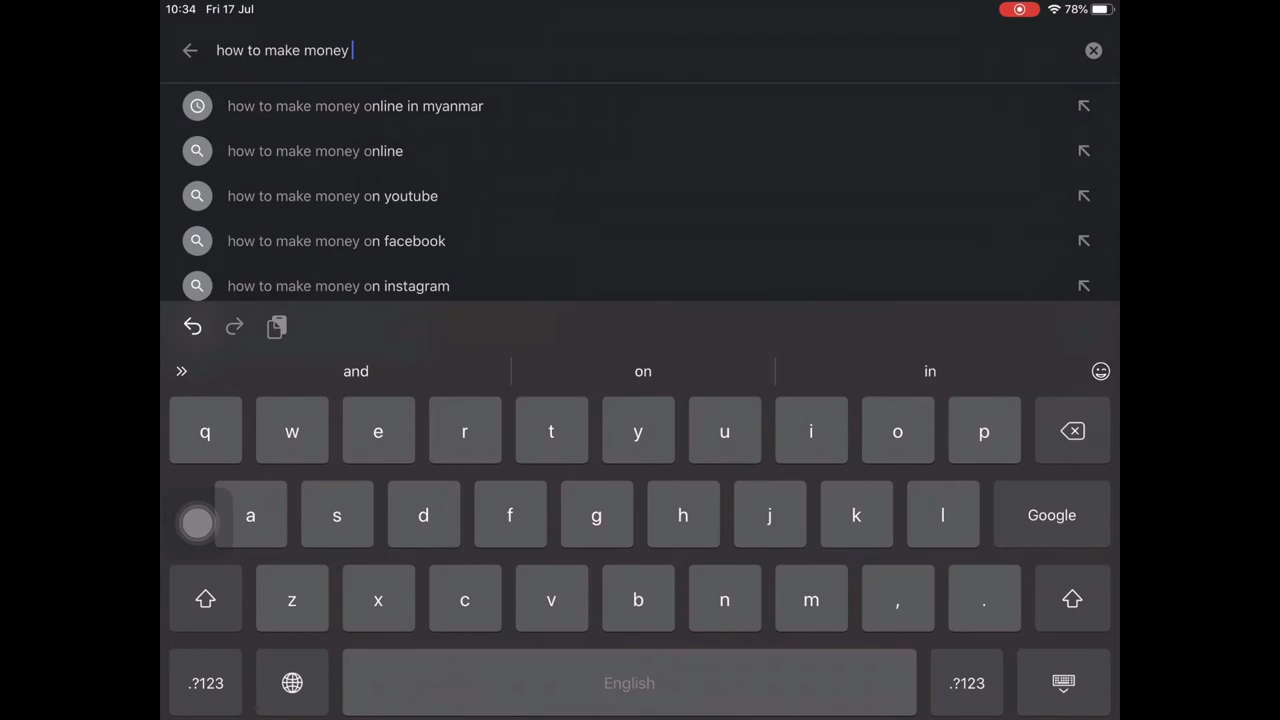 10:34 Fri 17 Jul 78%
how to make money
how to make money online in myanmar
how to make money online
how to make money on youtube
how to make money on facebook
how to make money on instagram
and on in
q w e r t y u i o p
a s d f g h j k l Google
z x c v b n m , .
.?123 English .?123